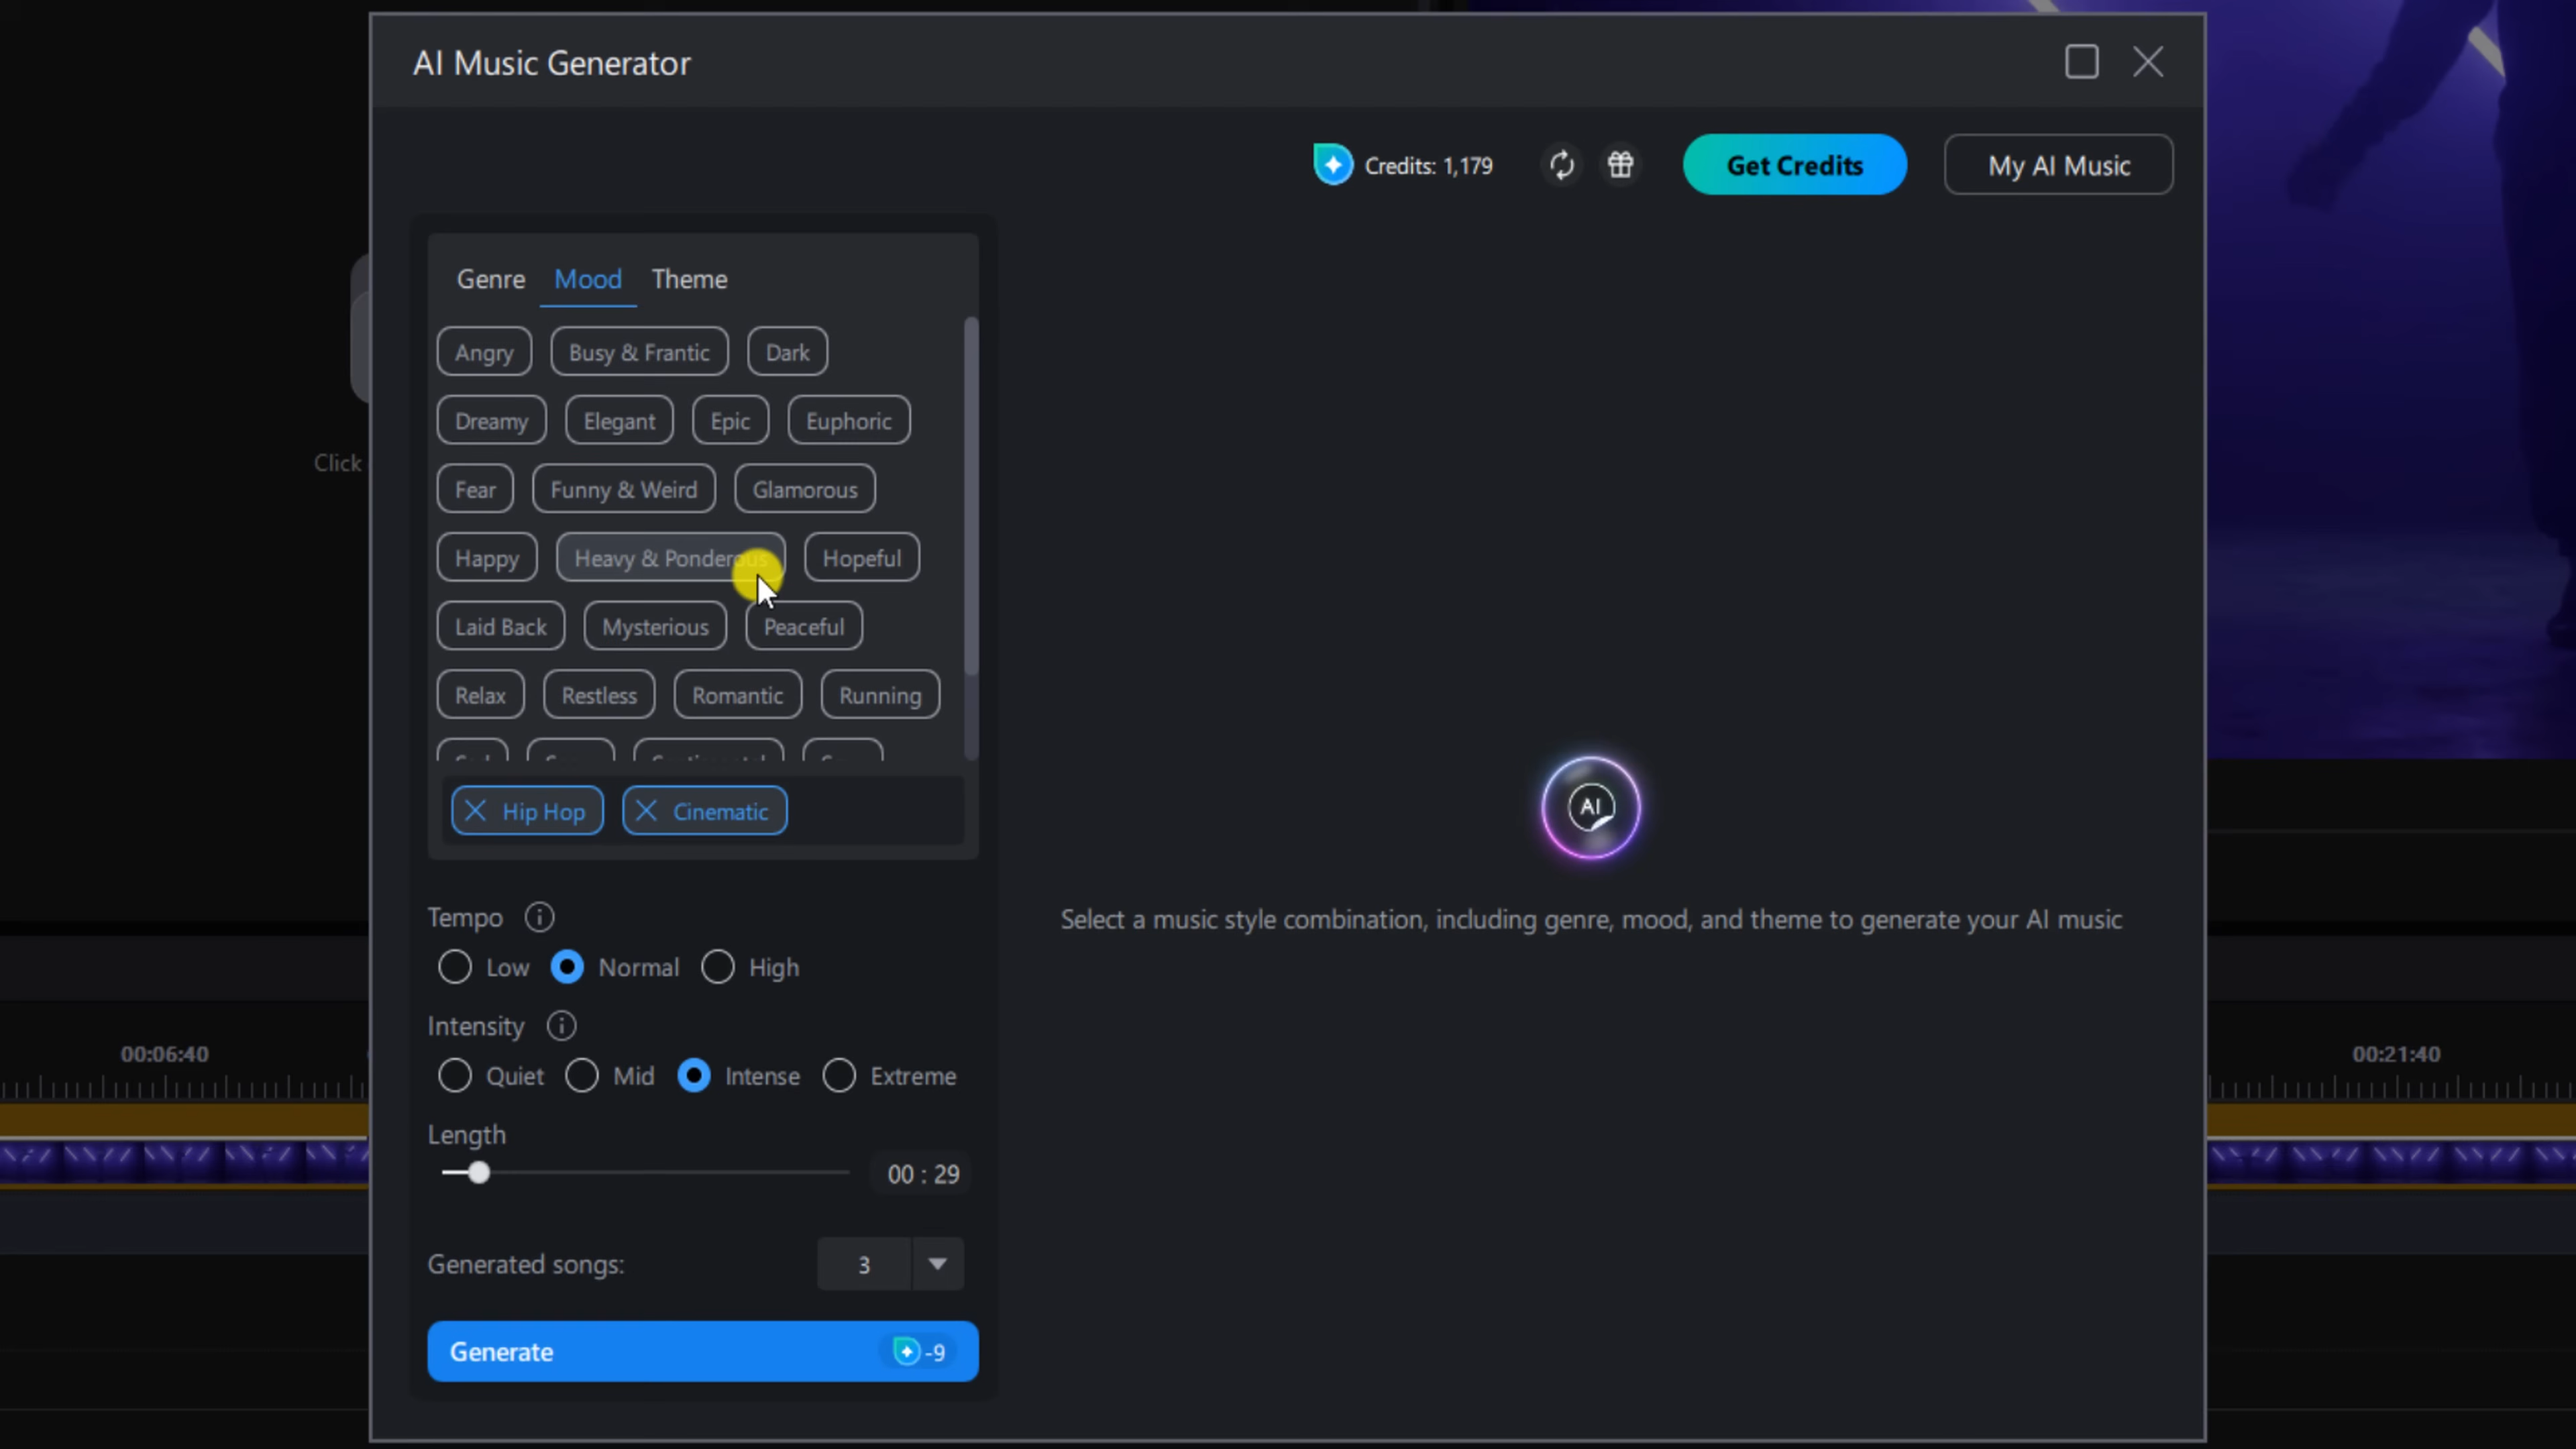 AI Music Generator
Credits: 1,179
Get Credits
My AI Music
Genre Mood Theme
Angry Busy & Frantic Dark
Dreamy Elegant Epic Euphoric
Click
Fear Funny & Weird Glamorous
Happy Heavy & Ponderous Hopeful
Laid Back Mysterious Peaceful
Relax Restless Romantic Running
Hip Hop Cinematic
AI
Select a music style combination, including genre, mood, and theme to generate your AI music
Tempo
Low Normal High
Intensity
00:06:40
00:21:40
Quiet Mid Intense Extreme
Length
00 : 29
Generated songs: 3
Generate -9